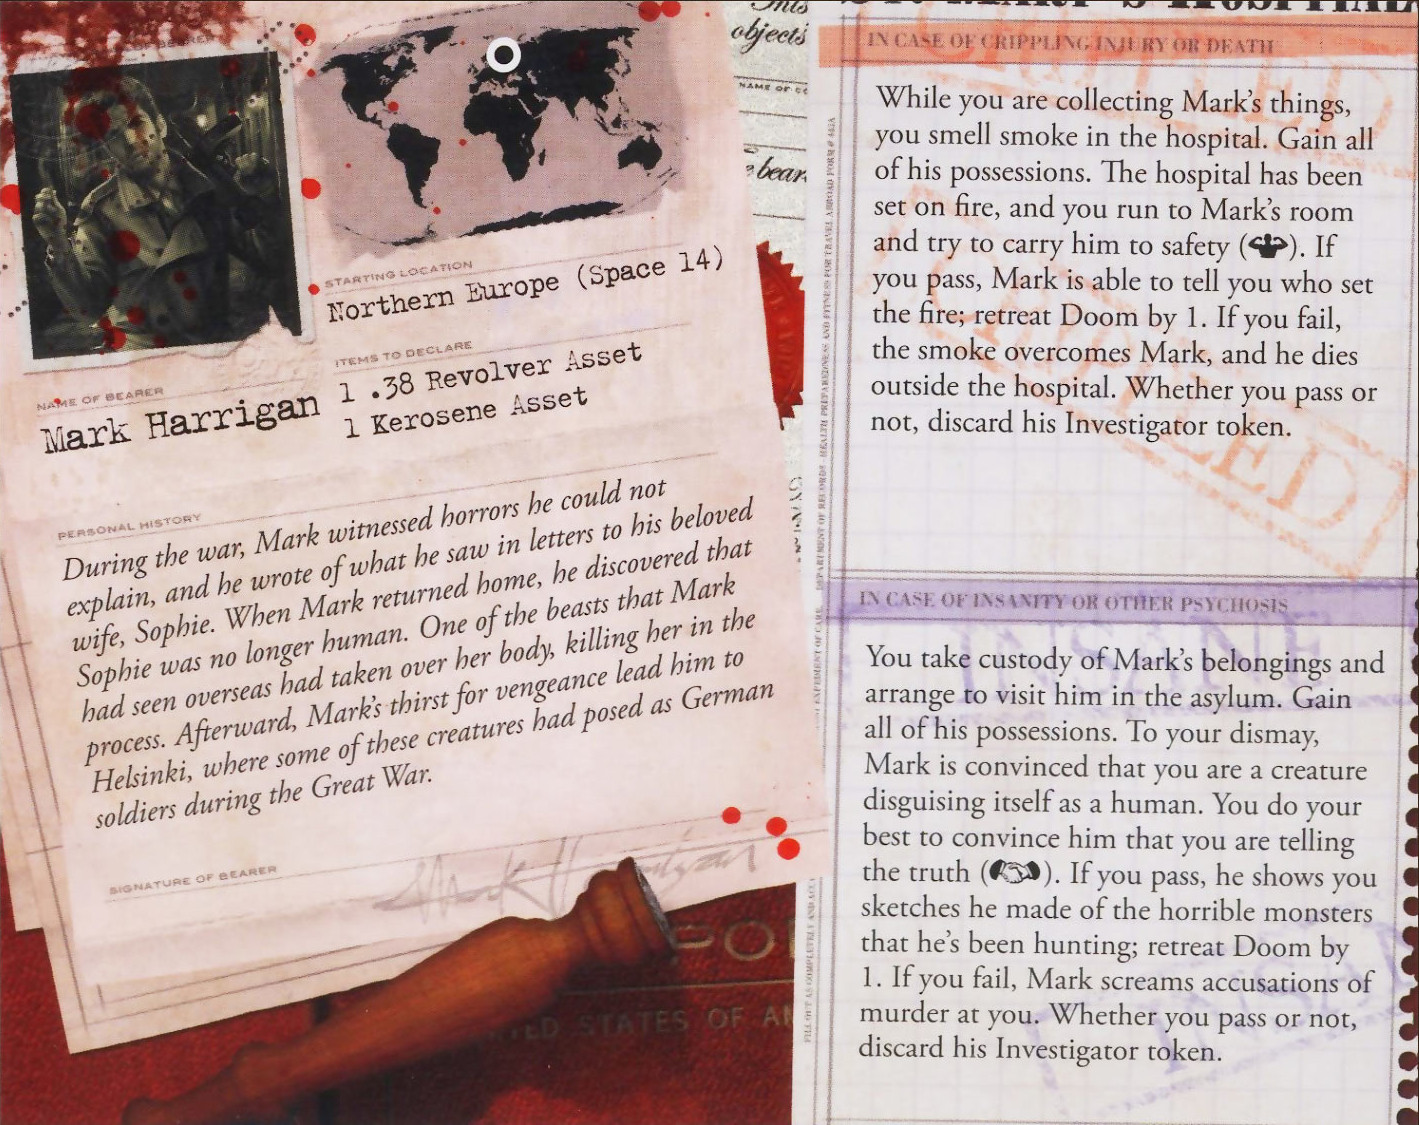 OF BEARER
STARTING LOCATION
Northern Europe (Space 14)
ITEMS TO DECLARE
1 .38 Revolver Asset
1 Kerosene Asset
NAME OF BEARER
Mark Harrigan
PERSONAL HISTORY
During the war, Mark witnessed horrors he could not
explain, and he wrote of what he saw in letters to his beloved
wife, Sophie. When Mark returned home, he discovered that
Sophie was no longer human. One of the beasts that Mark
had seen overseas had taken over her body, killing her in the
process. Afterward, Mark's thirst for vengeance lead him to
Helsinki, where some of these creatures had posed as German
soldiers during the Great War.
SIGNATURE OF BEARER
Mark Harrigan
UNITED STATES OF AM
This
objects
NAME OF
bear
IN CASE OF CRIPPLING INJURY OR DEATH
While you are collecting Mark's things,
you smell smoke in the hospital. Gain all
of his possessions. The hospital has been
set on fire, and you run to Mark's room
and try to carry him to safety ( ). If
you pass, Mark is able to tell you who set
the fire; retreat Doom by 1. If you fail,
the smoke overcomes Mark, and he dies
outside the hospital. Whether you pass or
not, discard his Investigator token.
CRIPPLED
IN CASE OF INSANITY OR OTHER PSYCHOSIS
INSANE
You take custody of Mark's belongings and
arrange to visit him in the asylum. Gain
all of his possessions. To your dismay,
Mark is convinced that you are a creature
disguising itself as a human. You do your
best to convince him that you are telling
the truth ( ). If you pass, he shows you
sketches he made of the horrible monsters
that he's been hunting; retreat Doom by
1. If you fail, Mark screams accusations of
murder at you. Whether you pass or not,
discard his Investigator token.